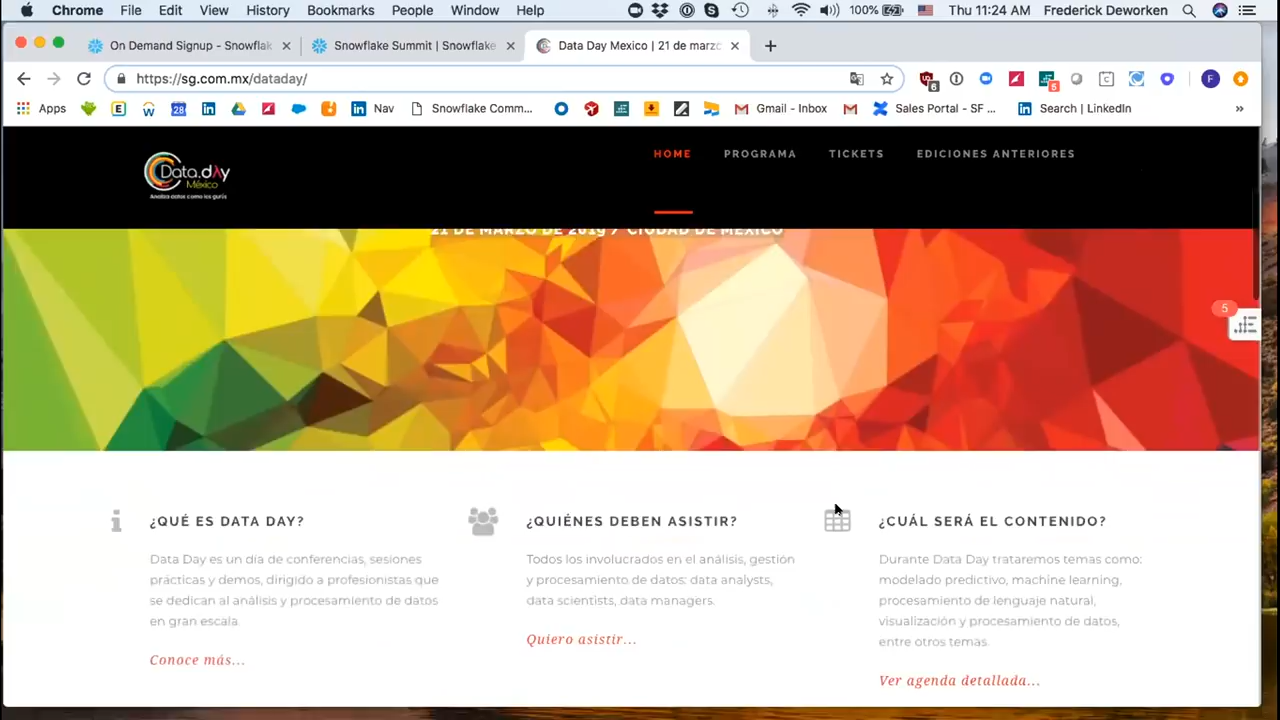 Chrome File Edit View History Bookmarks People Window Help 100% Thu 11:24 AM Frederick Deworken
On Demand Signup - Snowflak
Snowflake Summit | Snowflake
Data Day Mexico | 21 de marzo
https://sg.com.mx/dataday/
6
5
F
Apps
Nav
Snowflake Comm...
Gmail - Inbox
Sales Portal - SF ...
Search | LinkedIn
»
Data.day
México
Analiza datos como los gurús
HOME PROGRAMA TICKETS EDICIONES ANTERIORES
21 DE MARZO DE 2019 / CIUDAD DE MÉXICO
5
¿QUÉ ES DATA DAY?
Data Day es un día de conferencias, sesiones
prácticas y demos, dirigido a profesionistas que
se dedican al análisis y procesamiento de datos
en gran escala
Conoce más...
¿QUIÉNES DEBEN ASISTIR?
Todos los involucrados en el análisis, gestión
y procesamiento de datos: data analysts,
data scientists, data managers.
Quiero asistir...
¿CUÁL SERÁ EL CONTENIDO?
Durante Data Day trataremos temas como:
modelado predictivo, machine learning,
procesamiento de lenguaje natural,
visualización y procesamiento de datos,
entre otros temas.
Ver agenda detallada...